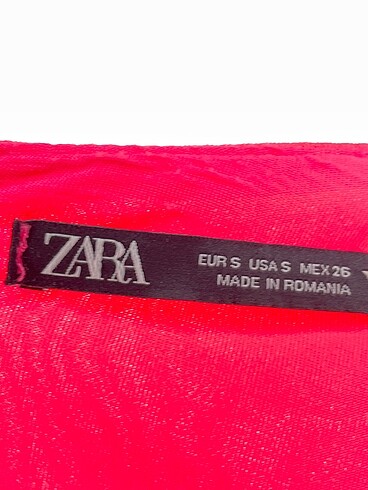 ZARA
EUR S USA S MEX 26
MADE IN ROMANIA